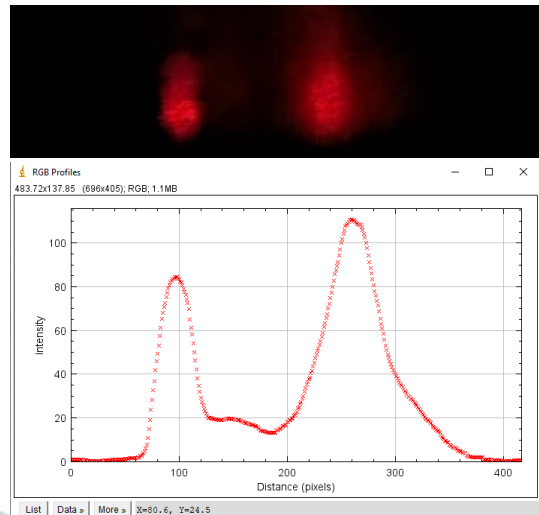 RGB Profiles
483.72x137.85 (696x405); RGB; 1.1MB
100
80
60
40
20
0
Intensity
0 100 200 300 400
Distance (pixels)
List Data » More » X=80.6, Y=24.5